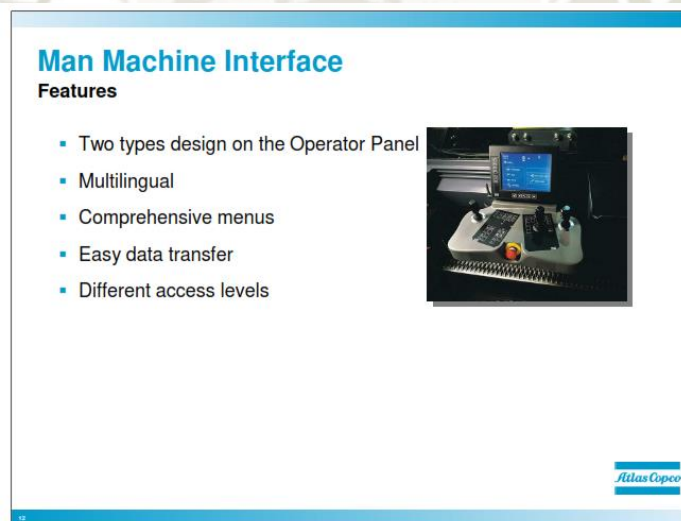 Man Machine Interface
Features
Two types design on the Operator Panel
Multilingual
Comprehensive menus
Easy data transfer
Different access levels
Atlas Copco
12